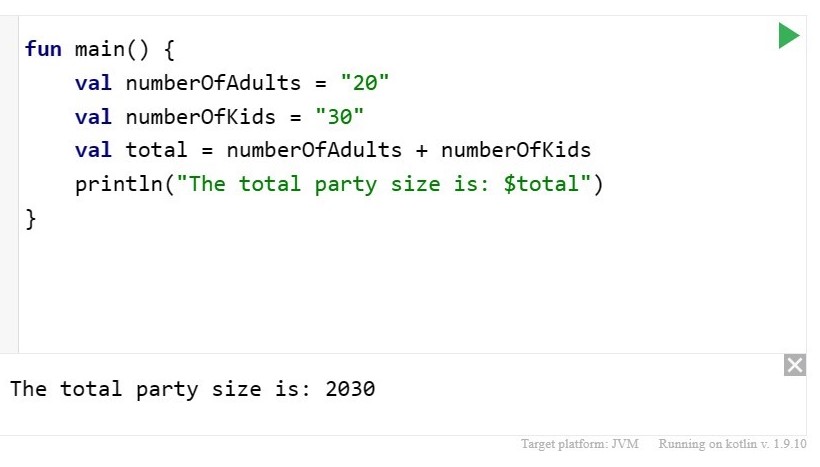 fun main() {
    val numberOfAdults = "20"
    val numberOfKids = "30"
    val total = numberOfAdults + numberOfKids
    println("The total party size is: $total")
}
The total party size is: 2030
Target platform: JVM Running on kotlin v. 1.9.10